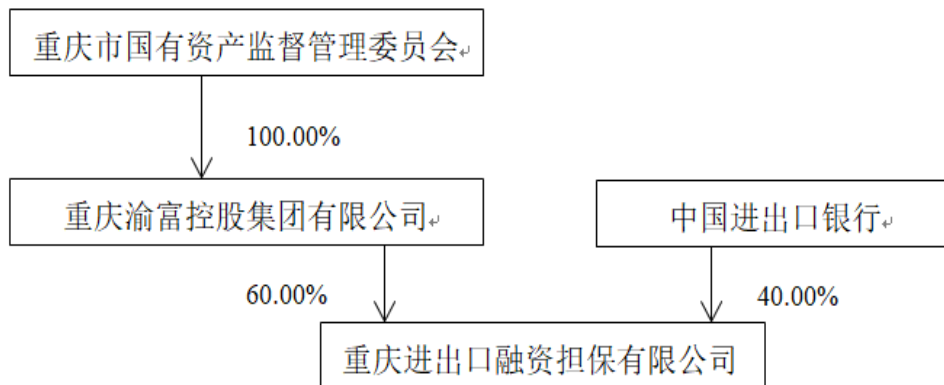 重庆市国有资产监督管理委员会
100.00%
重庆渝富控股集团有限公司
中国进出口银行
60.00%
40.00%
重庆进出口融资担保有限公司